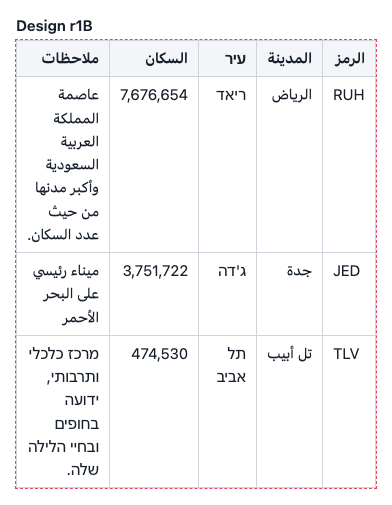 Design r1B
الرمز المدينة עיר السكان ملاحظات
RUH الرياض ריאד 7,676,654 عاصمة
المملكة
العربية
السعودية
وأكبر مدنها
من حيث
عدد السكان.
JED جدة ג'דה 3,751,722 ميناء رئيسي
على البحر
الأحمر
TLV تل أبيب תל 474,530 מרכז כלכלי
אביב ותרבותי,
ידועה
בחופים
ובחיי הלילה
שלה.